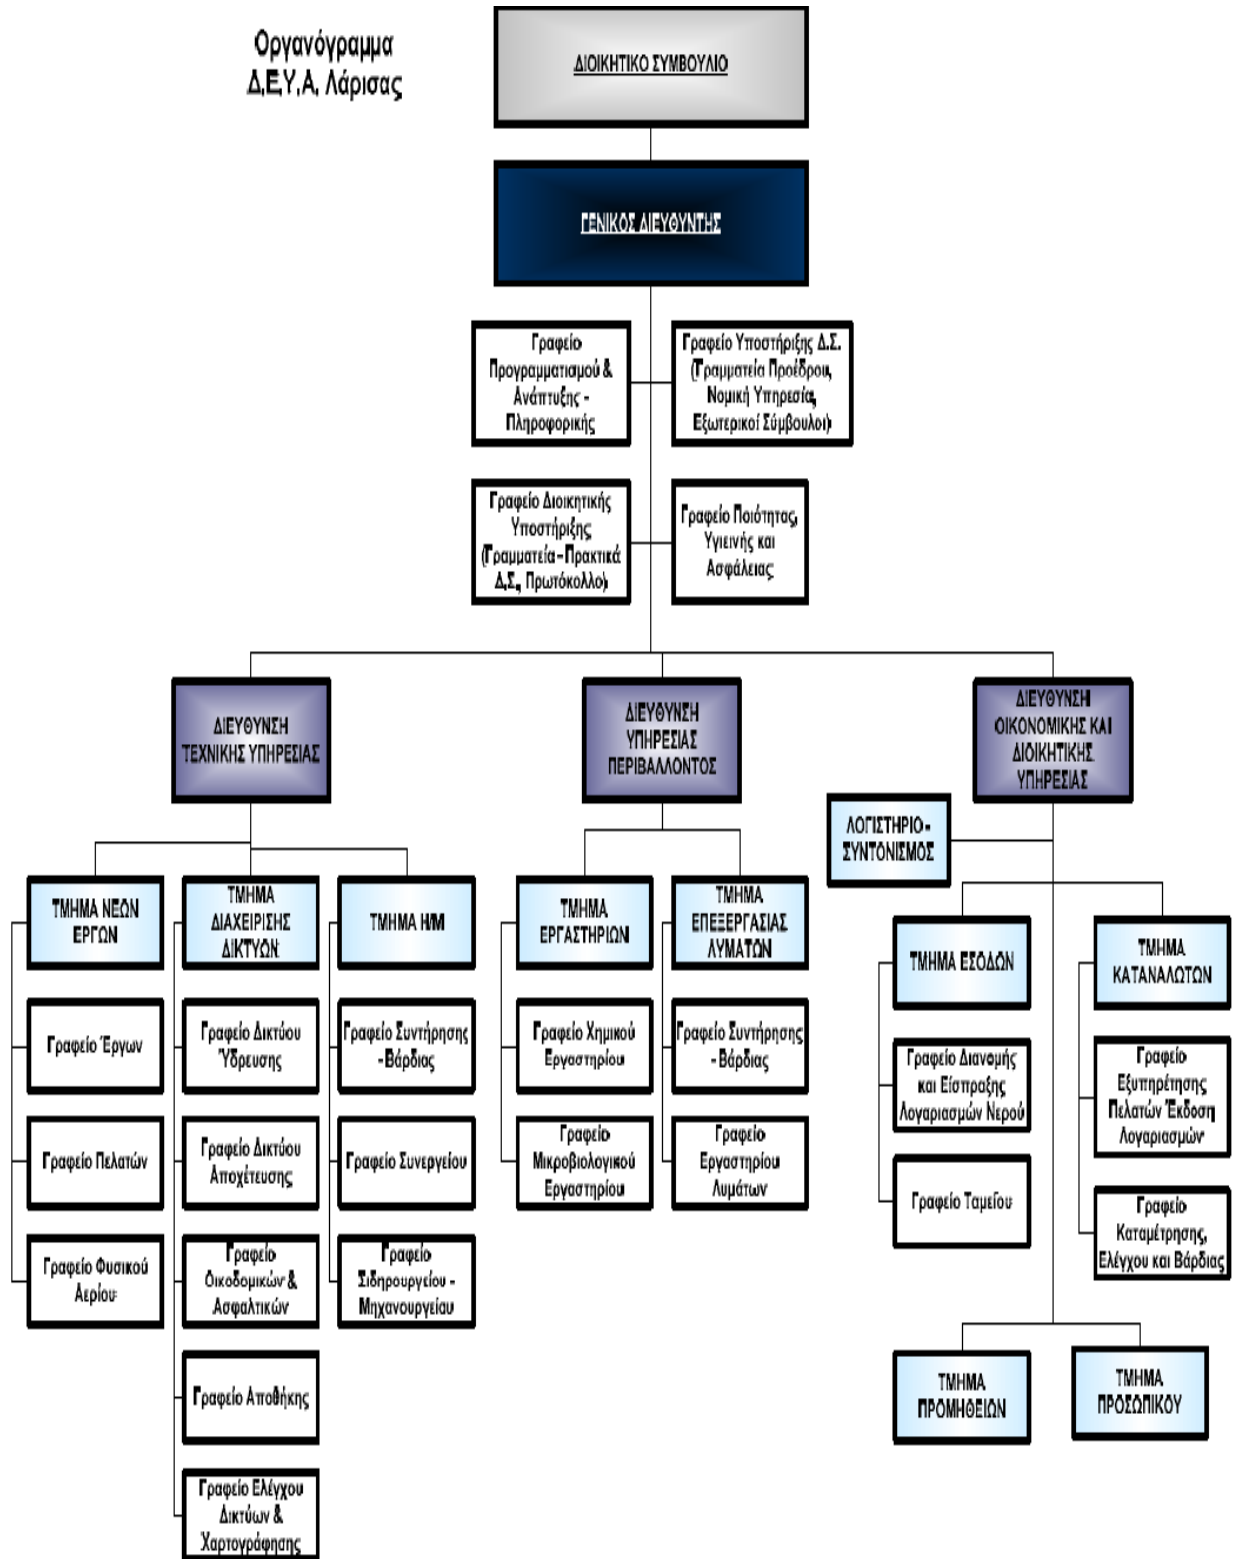 Οργανόγραμμα
Δ.Ε.Υ.Α. Λάρισας
ΔΙΟΙΚΗΤΙΚΟ ΣΥΜΒΟΥΛΙΟ
ΓΕΝΙΚΟΣ ΔΙΕΥΘΥΝΤΗΣ
Γραφείο
Προγραμματισμού &
Ανάπτυξης -
Πληροφορικής
Γραφείο Υποστήριξης Δ.Σ.
(Γραμματεία Προέδρου,
Νομική Υπηρεσία,
Εξωτερικοί Σύμβουλοι)
Γραφείο Διοικητικής
Υποστήριξης
(Γραμματεία - Πρακτικά
Δ.Σ., Πρωτόκολλο)
Γραφείο Ποιότητας,
Υγιεινής και
Ασφάλειας
ΔΙΕΥΘΥΝΣΗ
ΤΕΧΝΙΚΗΣ ΥΠΗΡΕΣΙΑΣ
ΔΙΕΥΘΥΝΣΗ
ΥΠΗΡΕΣΙΑΣ
ΠΕΡΙΒΑΛΛΟΝΤΟΣ
ΔΙΕΥΘΥΝΣΗ
ΟΙΚΟΝΟΜΙΚΗΣ ΚΑΙ
ΔΙΟΙΚΗΤΙΚΗΣ
ΥΠΗΡΕΣΙΑΣ
ΛΟΓΙΣΤΗΡΙΟ -
ΣΥΝΤΟΝΙΣΜΟΣ
ΤΜΗΜΑ ΝΕΩΝ
ΕΡΓΩΝ
Γραφείο Έργων
Γραφείο Πελατών
Γραφείο Φυσικού
Αερίου
ΤΜΗΜΑ
ΔΙΑΧΕΙΡΙΣΗΣ
ΔΙΚΤΥΩΝ
Γραφείο Δικτύου
Ύδρευσης
Γραφείο Δικτύου
Αποχέτευσης
Γραφείο
Οικοδομικών &
Ασφαλτικών
Γραφείο Αποθήκης
Γραφείο Ελέγχου
Δικτύων &
Χαρτογράφησης
ΤΜΗΜΑ Η/Μ
Γραφείο Συντήρησης
- Βάρδιας
Γραφείο Συνεργείου
Γραφείο
Σιδηρουργείου -
Μηχανουργείου
ΤΜΗΜΑ
ΕΡΓΑΣΤΗΡΙΩΝ
Γραφείο Χημικού
Εργαστηρίου
Γραφείο
Μικροβιολογικού
Εργαστηρίου
ΤΜΗΜΑ
ΕΠΕΞΕΡΓΑΣΙΑΣ
ΛΥΜΑΤΩΝ
Γραφείο Συντήρησης
- Βάρδιας
Γραφείο
Εργαστηρίου
Λυμάτων
ΤΜΗΜΑ ΕΣΟΔΩΝ
Γραφείο Διανομής
και Είσπραξης
Λογαριασμών Νερού
Γραφείο Ταμείου
ΤΜΗΜΑ
ΚΑΤΑΝΑΛΩΤΩΝ
Γραφείο
Εξυπηρέτησης
Πελατών Έκδοση
Λογαριασμών
Γραφείο
Καταμέτρησης,
Ελέγχου και Βάρδιας
ΤΜΗΜΑ
ΠΡΟΜΗΘΕΙΩΝ
ΤΜΗΜΑ
ΠΡΟΣΩΠΙΚΟΥ